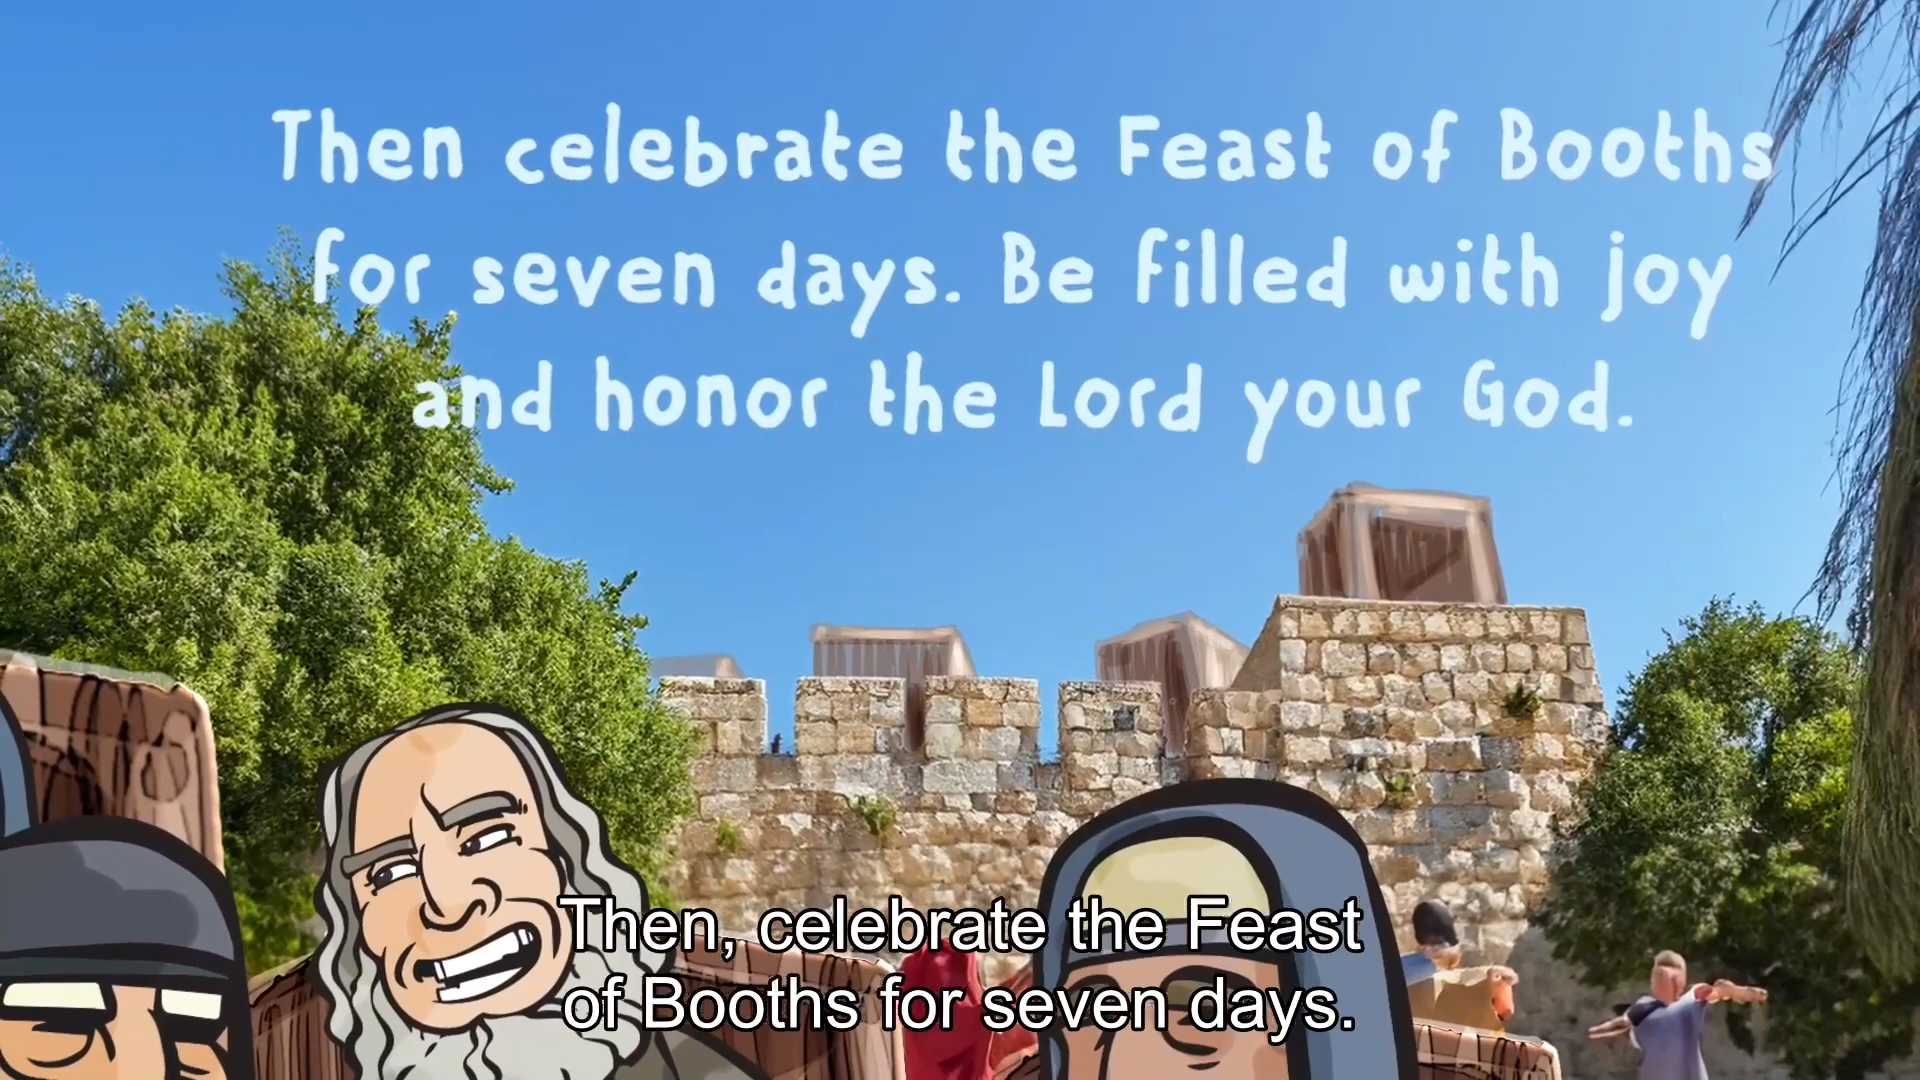 Then celebrate the Feast of Booths
for seven days. Be filled with joy
and honor the Lord your God.
Then, celebrate the Feast
of Booths for seven days.